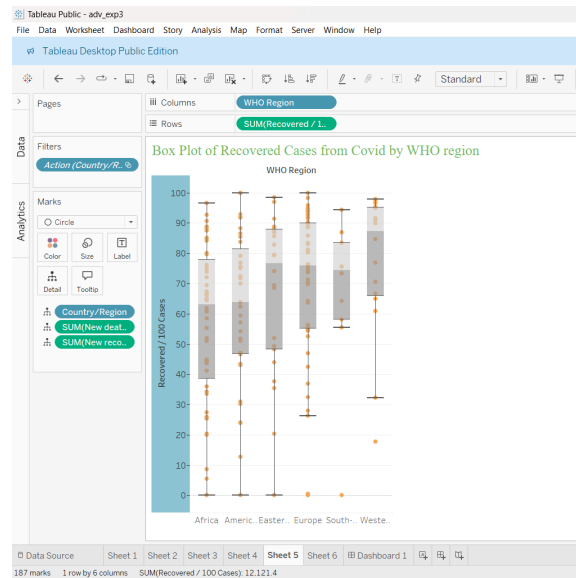 Tableau Public - adv_exp3
File Data Worksheet Dashboard Story Analysis Map Format Server Window Help
Tableau Desktop Public Edition
Standard
Data
Analytics
Pages
Filters
Action (Country/R..
Marks
Circle
Color Size Label
Detail Tooltip
Country/Region
SUM(New deat..
SUM(New reco..
Columns WHO Region
Rows SUM(Recovered / 1..
Box Plot of Recovered Cases from Covid by WHO region
WHO Region
Recovered / 100 Cases
100
90
80
70
60
50
40
30
20
10
0
Africa Americ.. Easter.. Europe South-.. Weste..
Data Source Sheet 1 Sheet 2 Sheet 3 Sheet 4 Sheet 5 Sheet 6 Dashboard 1
187 marks 1 row by 6 columns SUM(Recovered / 100 Cases): 12,121.4